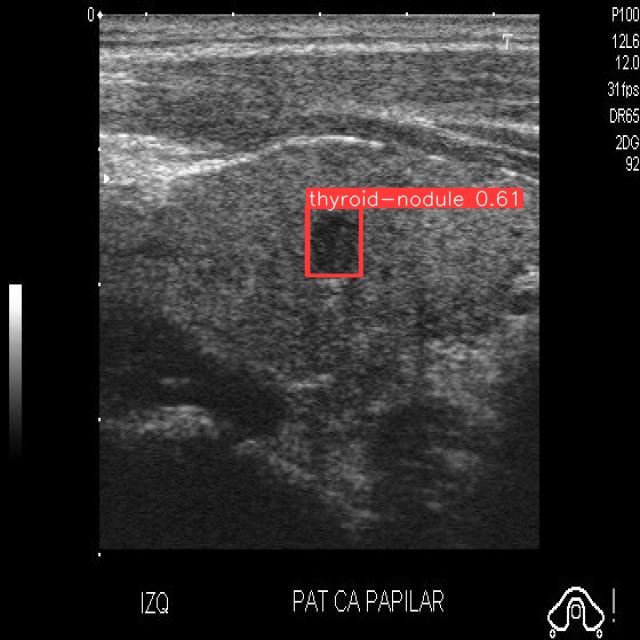 0
T
P100
12L6
12.0
31fps
DR65
2DG
92
thyroid-nodule 0.61
IZQ
PAT CA PAPILAR